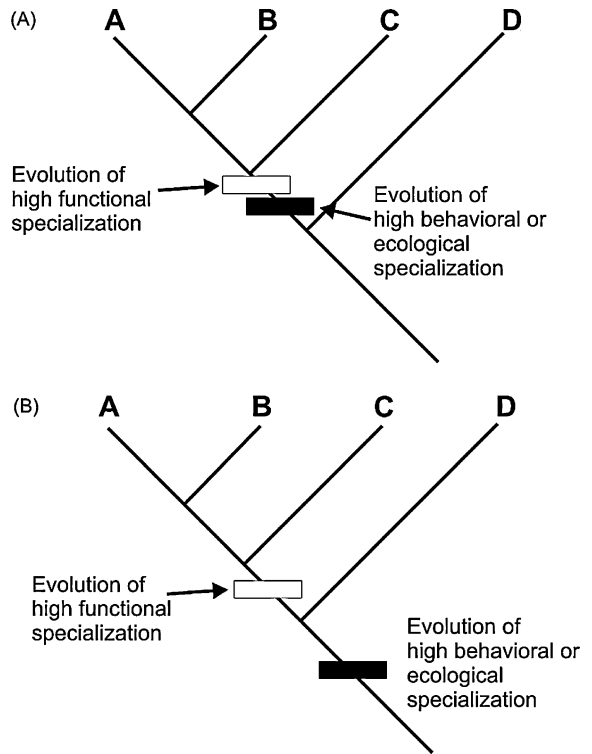 (A)
A B C D
Evolution of
high functional
specialization
Evolution of
high behavioral or
ecological
specialization
(B)
A B C D
Evolution of
high functional
specialization
Evolution of
high behavioral or
ecological
specialization